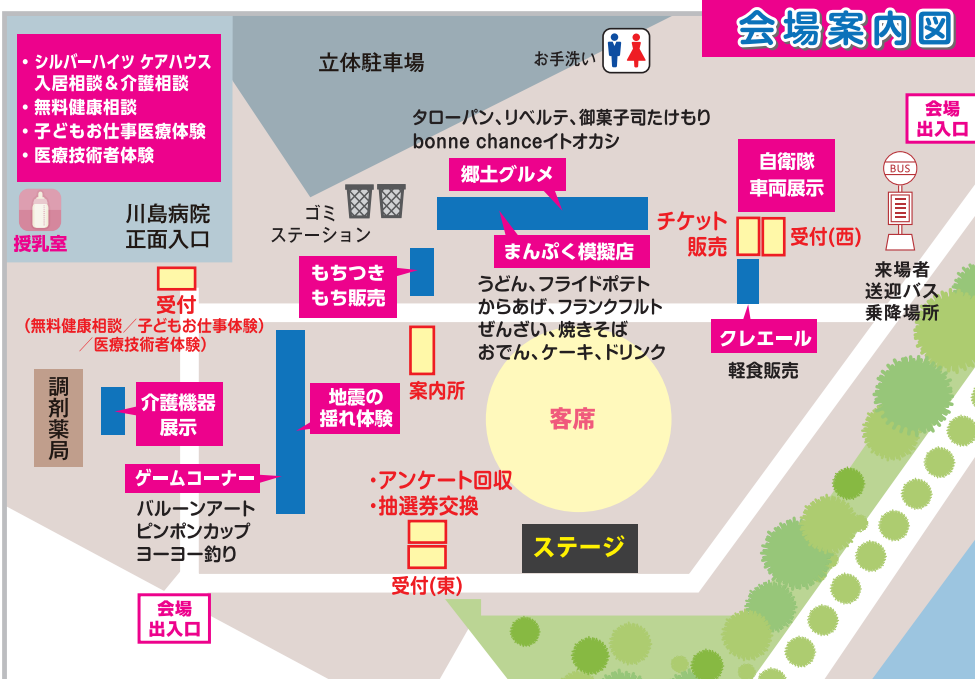 会場案内図
・シルバーハイツ ケアハウス
入居相談＆介護相談
・無料健康相談
・子どもお仕事医療体験
・医療技術者体験
授乳室
川島病院
正面入口
立体駐車場
お手洗い
会場
出入口
タローパン、リベルテ、御菓子司たけもり
bonne chanceイトオカシ
郷土グルメ
まんぷく模擬店
うどん、フライドポテト
からあげ、フランクフルト
ぜんざい、焼きそば
おでん、ケーキ、ドリンク
ゴミ
ステーション
もちつき
もち販売
自衛隊
車両展示
チケット
販売
受付(西)
BUS
来場者
送迎バス
乗降場所
クレエール
軽食販売
受付
（無料健康相談／子どもお仕事体験）
／医療技術者体験）
調剤薬局
介護機器
展示
地震の
揺れ体験
案内所
客席
ゲームコーナー
バルーンアート
ピンポンカップ
ヨーヨー釣り
・アンケート回収
・抽選券交換
受付(東)
ステージ
会場
出入口